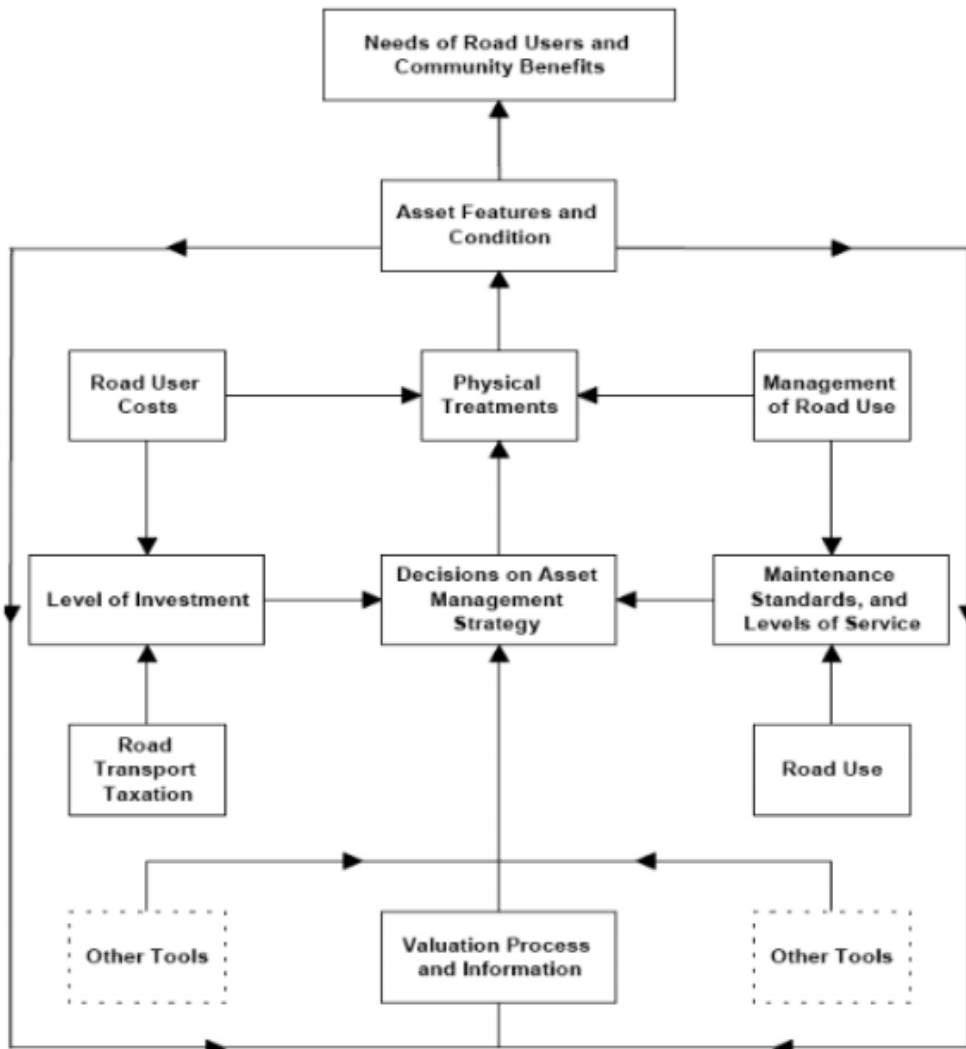 Needs of Road Users and
Community Benefits
Asset Features and
Condition
Road User
Costs
Physical
Treatments
Management
of Road Use
Level of Investment
Decisions on Asset
Management
Strategy
Maintenance
Standards, and
Levels of Service
Road
Transport
Taxation
Road Use
Other Tools
Valuation Process
and Information
Other Tools